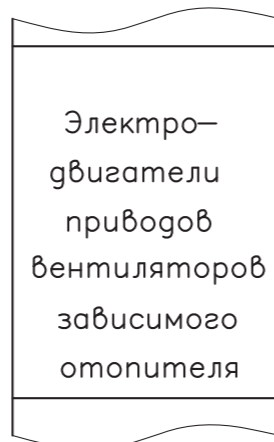 Электро–
двигатели
приводов
вентиляторов
зависимого
отопителя